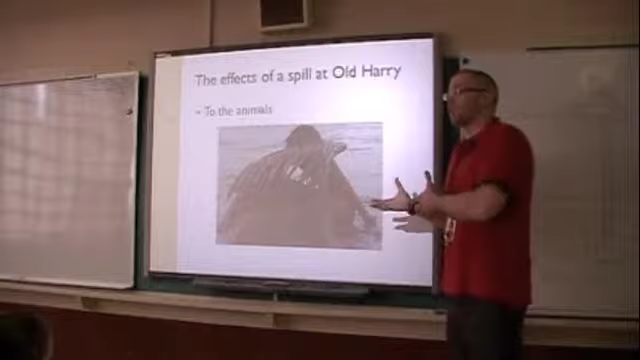 The effects of a spill at Old Harry
- To the animals